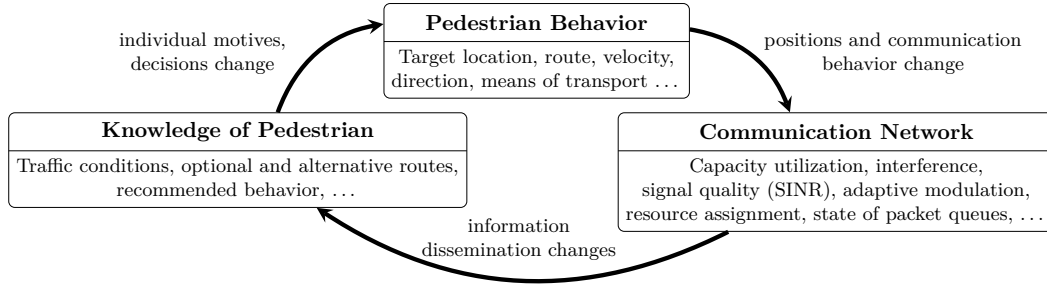 Pedestrian Behavior
Target location, route, velocity,
direction, means of transport ...
individual motives,
decisions change
positions and communication
behavior change
Knowledge of Pedestrian
Traffic conditions, optional and alternative routes,
recommended behavior, ...
Communication Network
Capacity utilization, interference,
signal quality (SINR), adaptive modulation,
resource assignment, state of packet queues, ...
information
dissemination changes